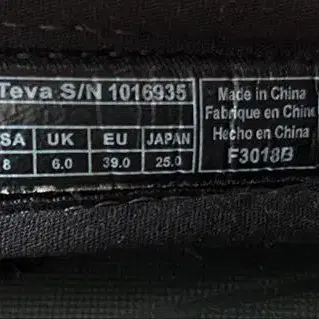 Teva S/N 1016935
SA UK EU JAPAN
8 6.0 39.0 25.0
Made in China
Fabrique en Chine
Hecho en China
F3018B